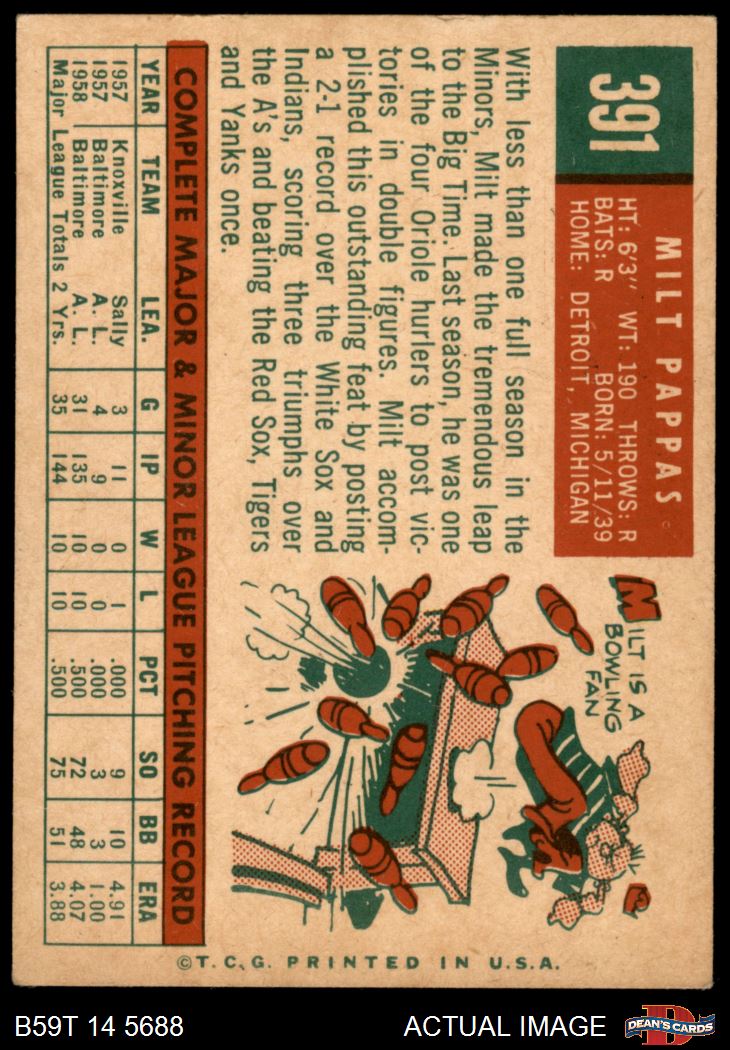 391
MILT PAPPAS
HT: 6'3" WT: 190 THROWS: R
BATS: R BORN: 5/11/39
HOME: DETROIT, MICHIGAN
With less than one full season in the
Minors, Milt made the tremendous leap
to the Big Time. Last season, he was one
of the four Oriole hurlers to post vic-
tories in double figures. Milt accom-
plished this outstanding feat by posting
a 2-1 record over the White Sox and
Indians, scoring three triumphs over
the A's and beating the Red Sox, Tigers
and Yanks once.
MILT IS A
BOWLING
FAN
COMPLETE MAJOR & MINOR LEAGUE PITCHING RECORD
YEAR TEAM LEA. G IP W L PCT SO BB ERA
1957 Knoxville Sally 3 11 0 1 .000 9 10 4.91
1957 Baltimore A. L. 4 9 0 0 .000 3 3 1.00
1958 Baltimore A. L. 31 135 10 10 .500 72 48 4.07
Major League Totals 2 Yrs. 35 144 10 10 .500 75 51 3.88
©T.C.G. PRINTED IN U.S.A.
B59T 14 5688
ACTUAL IMAGE
D
DEAN'S CARDS